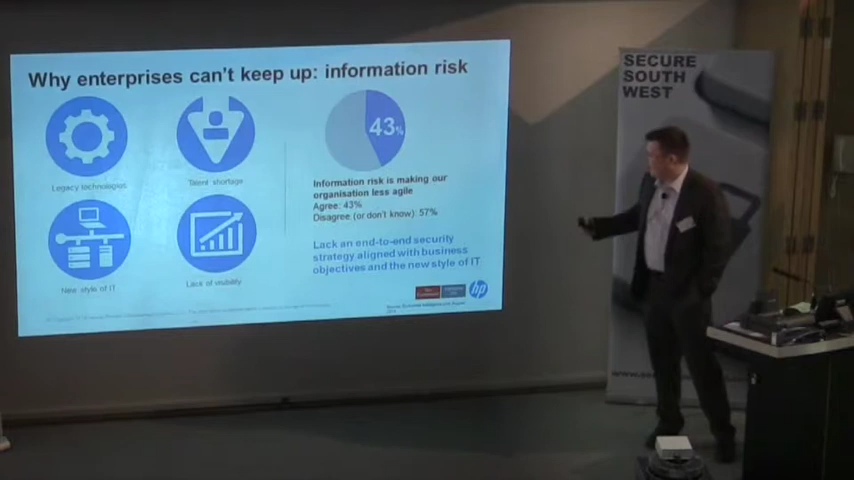 Why enterprises can't keep up: information risk
43%
Legacy technologies
Talent shortage
Information risk is making our
organisation less agile
Agree: 43%
Disagree (or don't know): 57%
New style of IT
Lack of visibility
Lack an end-to-end security
strategy aligned with business
objectives and the new style of IT
hp
SECURE
SOUTH
WEST